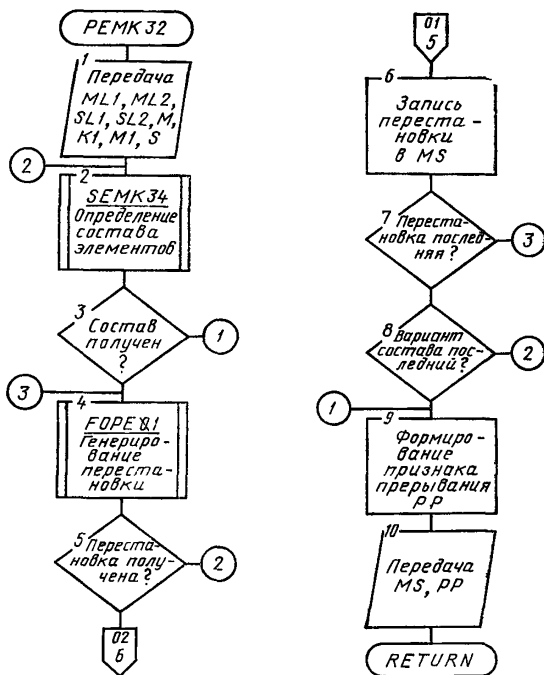 РЕМК32
1
Передача
ML1, ML2,
SL1, SL2, M,
K1, M1, S
2
2
SEMK34
Определение
состава
элементов
3
Состав
получен
?
1
3
4
FOPE01
Генерирова-
вание
переста-
новки
5 Переста-
новка полу-
чена?
2
02
6
01
5
6
Запись
переста-
новки
в MS
7 Переста-
новка послед-
няя?
3
8 Вариант
состава пос-
ледний?
2
1
9
Формиро-
вание
признака
прерывания
PP
10
Передача
MS, PP
RETURN